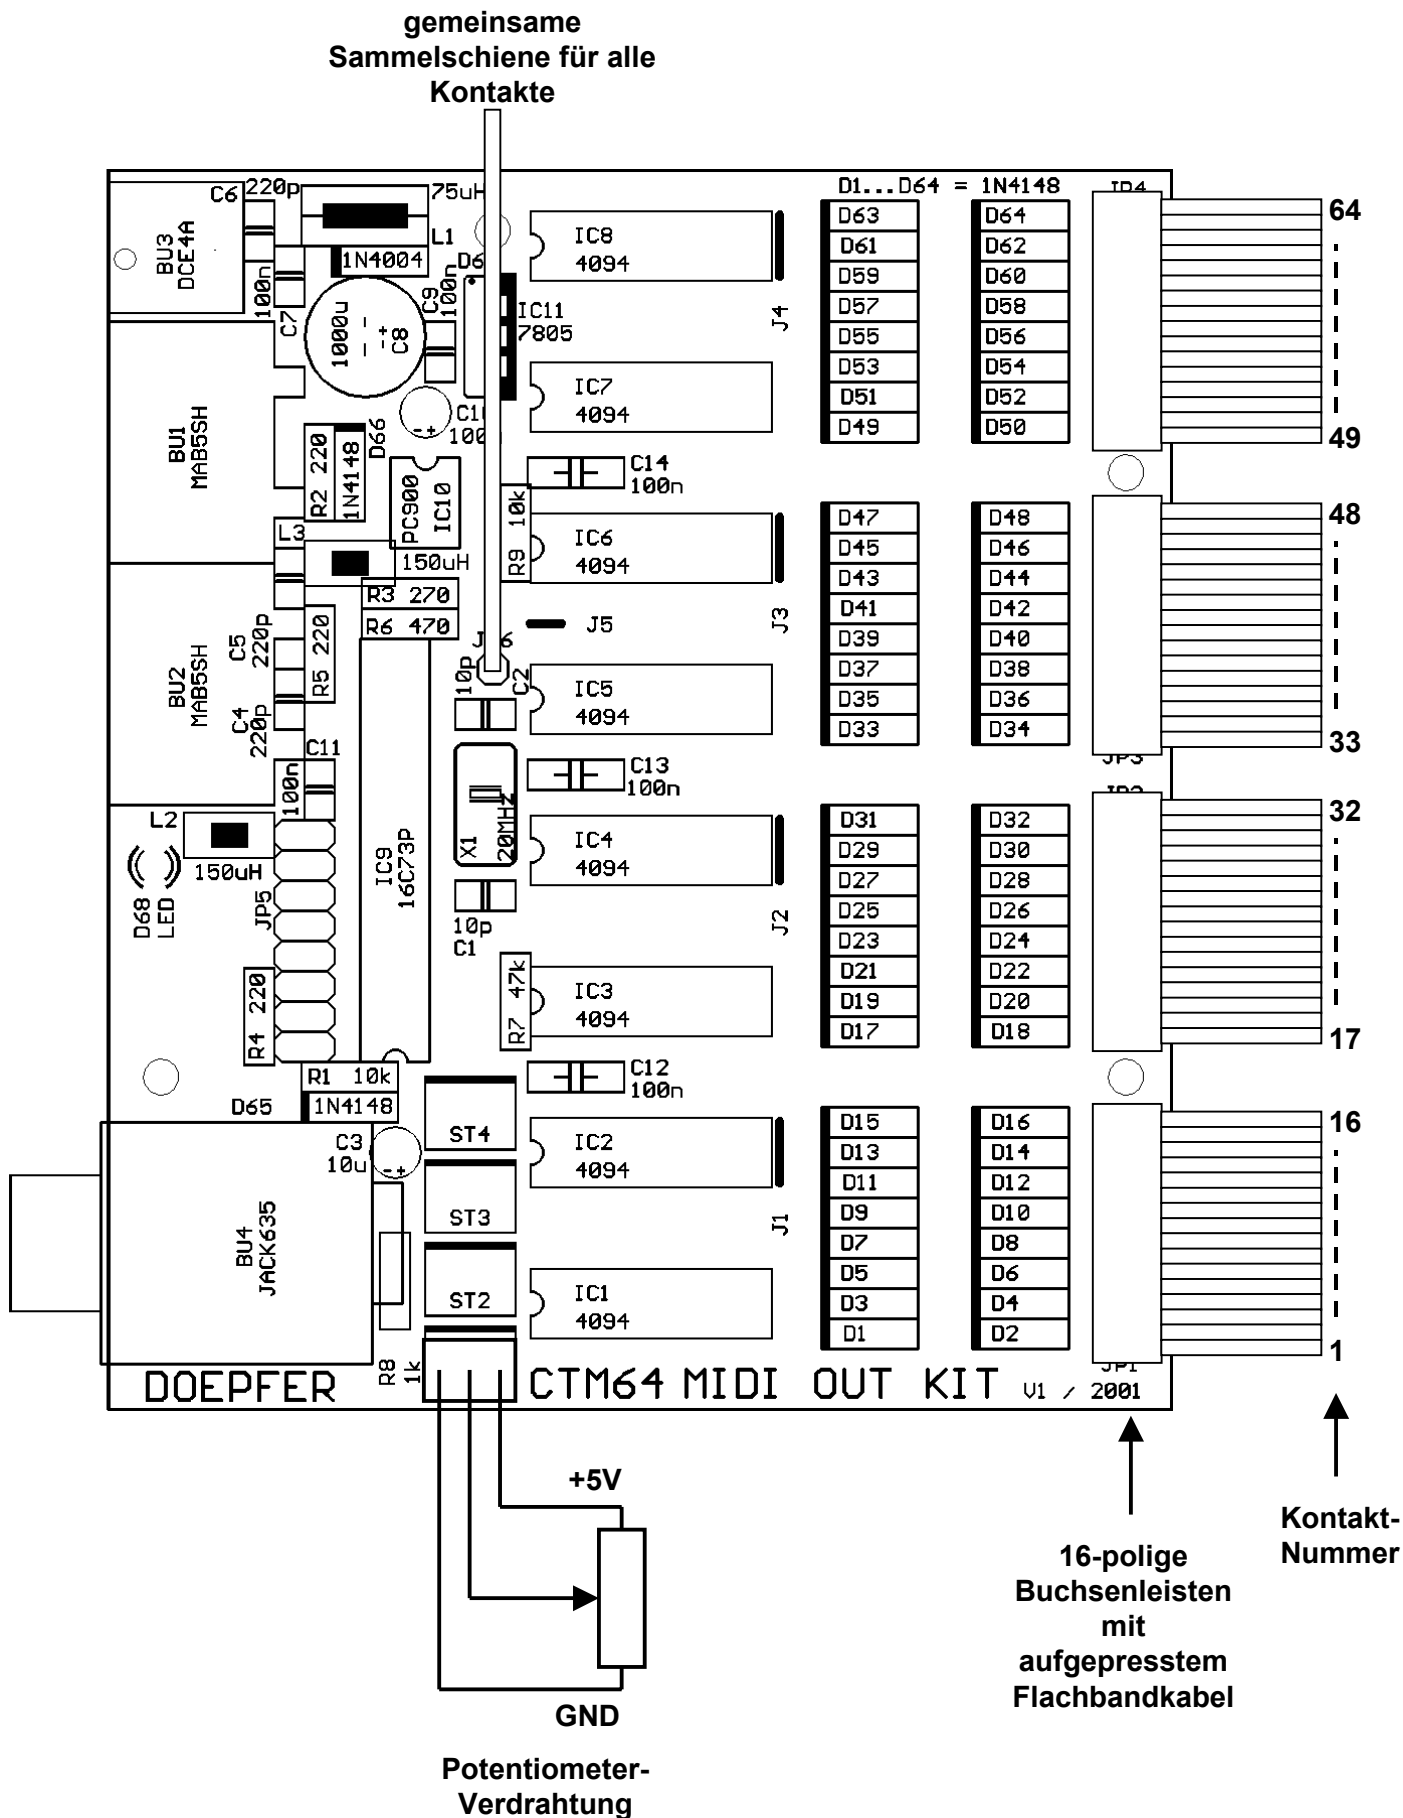 gemeinsame
Sammelschiene für alle
Kontakte
D1...D64 = 1N4148
C6
220p
75uH
L1
BU3
DCE4A
100n
C7
1N4004
D6
C9
100n
1000u
C8
-+
IC11
7805
IC8
4094
J4
IC7
4094
BU1
MAB5SH
R2 220
1N4148
D66
-+
PC900
IC10
C14
100n
L3
150uH
R9 10k
IC6
4094
J3
R3 270
R6 470
J5
C5
220p
R5 220
BU2
MAB5SH
C4
220p
10p
C2
IC5
4094
C11
100n
C13
100n
X1
20MHz
L2
150uH
D68
LED
JP5
IC9
16C73P
IC4
4094
J2
10p
C1
R4 220
R7 47k
IC3
4094
R1 10k
D65
1N4148
C12
100n
C3
10u
-+
ST4
IC2
4094
J1
BU4
JACK635
ST3
ST2
IC1
4094
R8
1k
D63 D64
D61 D62
D59 D60
D57 D58
D55 D56
D53 D54
D51 D52
D49 D50
D47 D48
D45 D46
D43 D44
D41 D42
D39 D40
D37 D38
D35 D36
D33 D34
D31 D32
D29 D30
D27 D28
D25 D26
D23 D24
D21 D22
D19 D20
D17 D18
D15 D16
D13 D14
D11 D12
D9 D10
D7 D8
D5 D6
D3 D4
D1 D2
64
49
48
33
JP3
32
17
16
1
JP1
DOEPFER
CTM64 MIDI OUT KIT V1 / 2001
+5V
GND
Potentiometer-
Verdrahtung
16-polige
Buchsenleisten
mit
aufgepresstem
Flachbandkabel
Kontakt-
Nummer